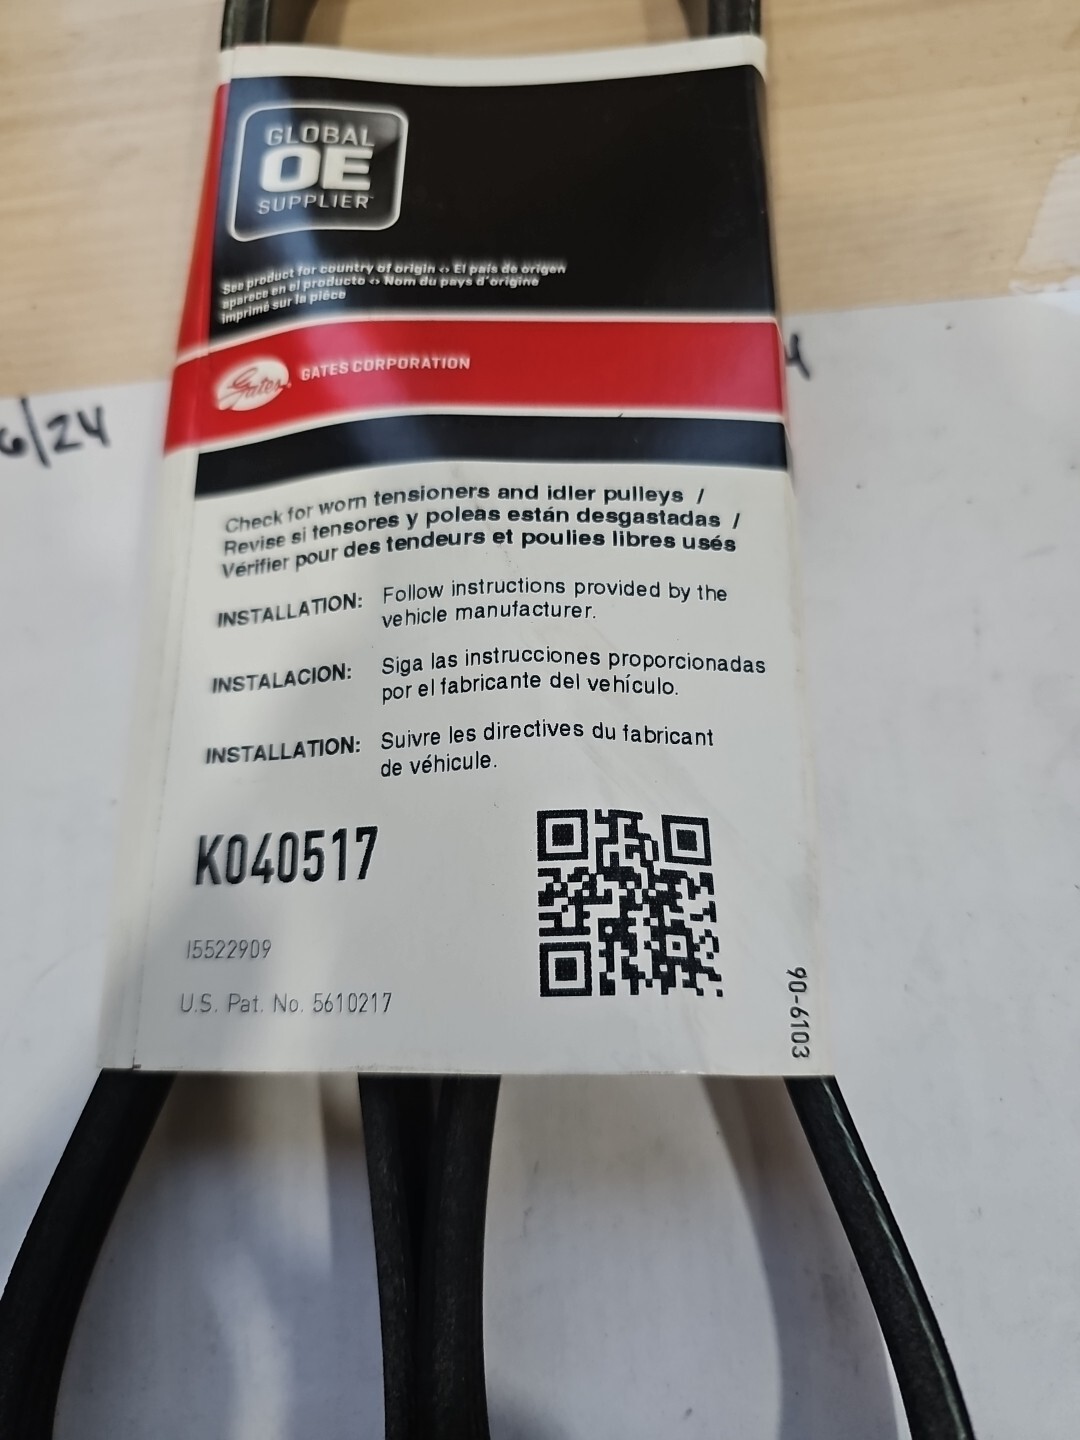 GLOBAL
OE
SUPPLIER™
See product for country of origin <> El país de origen
aparece en el producto <> Nom du pays d'origine
imprimé sur la pièce
Gates® GATES CORPORATION
6/24
4
Check for worn tensioners and idler pulleys /
Revise si tensores y poleas están desgastadas /
Vérifier pour des tendeurs et poulies libres usés
INSTALLATION: Follow instructions provided by the
vehicle manufacturer.
INSTALACION: Siga las instrucciones proporcionadas
por el fabricante del vehículo.
INSTALLATION: Suivre les directives du fabricant
de véhicule.
K040517
15522909
U.S. Pat. No. 5610217
90-6103